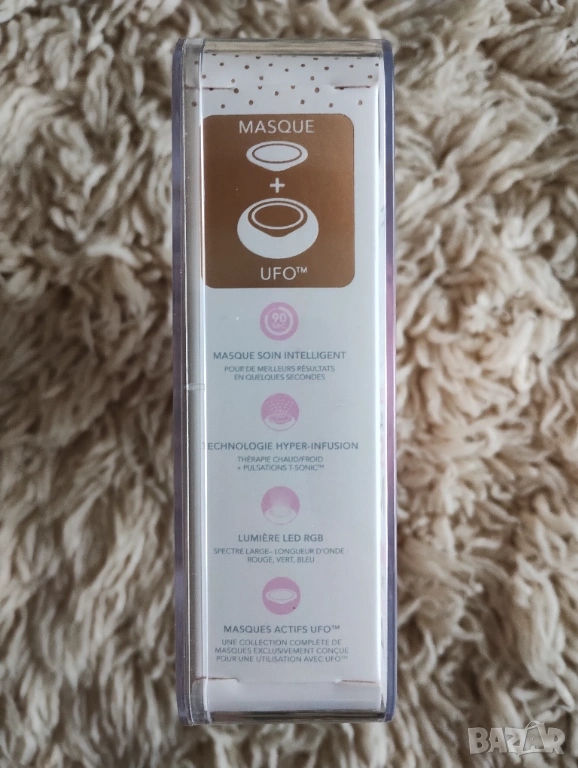 MASQUE
+
UFO™
90
SEC
MASQUE SOIN INTELLIGENT
POUR DE MEILLEURS RÉSULTATS
EN QUELQUES SECONDES
TECHNOLOGIE HYPER-INFUSION
THÉRAPIE CHAUD/FROID
+ PULSATIONS T-SONIC™
LUMIÈRE LED RGB
SPECTRE LARGE- LONGUEUR D'ONDE
ROUGE, VERT, BLEU
MASQUES ACTIFS UFO™
UNE COLLECTION COMPLÈTE DE
MASQUES EXCLUSIVEMENT CONÇUE
POUR UNE UTILISATION AVEC UFO™
BAZAR